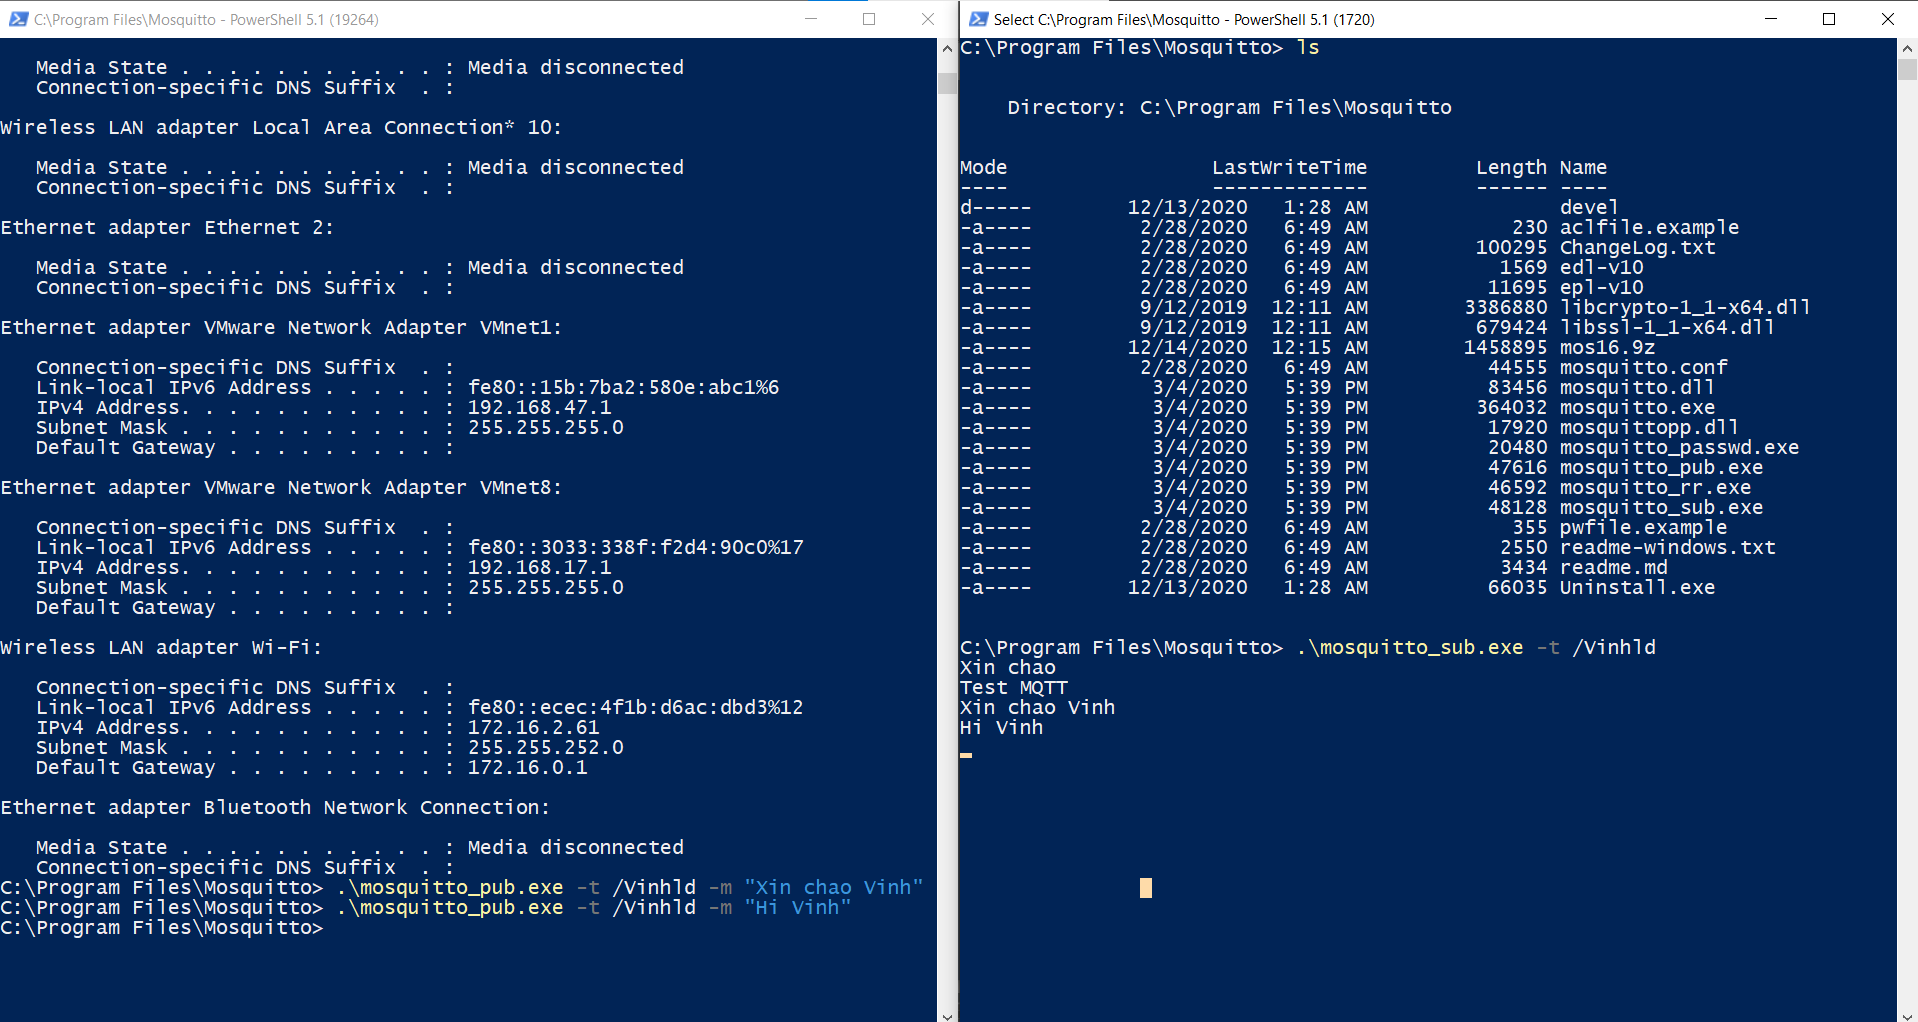 C:\Program Files\Mosquitto - PowerShell 5.1 (19264)
Media State . . . . . . . . . . . : Media disconnected
Connection-specific DNS Suffix  . :
Wireless LAN adapter Local Area Connection* 10:
Media State . . . . . . . . . . . : Media disconnected
Connection-specific DNS Suffix  . :
Ethernet adapter Ethernet 2:
Media State . . . . . . . . . . . : Media disconnected
Connection-specific DNS Suffix  . :
Ethernet adapter VMware Network Adapter VMnet1:
Connection-specific DNS Suffix  . :
Link-local IPv6 Address . . . . . : fe80::15b:7ba2:580e:abc1%6
IPv4 Address. . . . . . . . . . . : 192.168.47.1
Subnet Mask . . . . . . . . . . . : 255.255.255.0
Default Gateway . . . . . . . . . :
Ethernet adapter VMware Network Adapter VMnet8:
Connection-specific DNS Suffix  . :
Link-local IPv6 Address . . . . . : fe80::3033:338f:f2d4:90c0%17
IPv4 Address. . . . . . . . . . . : 192.168.17.1
Subnet Mask . . . . . . . . . . . : 255.255.255.0
Default Gateway . . . . . . . . . :
Wireless LAN adapter Wi-Fi:
Connection-specific DNS Suffix  . :
Link-local IPv6 Address . . . . . : fe80::ecec:4f1b:d6ac:dbd3%12
IPv4 Address. . . . . . . . . . . : 172.16.2.61
Subnet Mask . . . . . . . . . . . : 255.255.252.0
Default Gateway . . . . . . . . . : 172.16.0.1
Ethernet adapter Bluetooth Network Connection:
Media State . . . . . . . . . . . : Media disconnected
Connection-specific DNS Suffix  . :
C:\Program Files\Mosquitto> .\mosquitto_pub.exe -t /Vinhld -m "Xin chao Vinh"
C:\Program Files\Mosquitto> .\mosquitto_pub.exe -t /Vinhld -m "Hi Vinh"
C:\Program Files\Mosquitto>
Select C:\Program Files\Mosquitto - PowerShell 5.1 (1720)
C:\Program Files\Mosquitto> ls
Directory: C:\Program Files\Mosquitto
Mode LastWriteTime Length Name
---- ------------- ------ ----
d----- 12/13/2020 1:28 AM devel
-a---- 2/28/2020 6:49 AM 230 aclfile.example
-a---- 2/28/2020 6:49 AM 100295 ChangeLog.txt
-a---- 2/28/2020 6:49 AM 1569 edl-v10
-a---- 2/28/2020 6:49 AM 11695 epl-v10
-a---- 9/12/2019 12:11 AM 3386880 libcrypto-1_1-x64.dll
-a---- 9/12/2019 12:11 AM 679424 libssl-1_1-x64.dll
-a---- 12/14/2020 12:15 AM 1458895 mos16.9z
-a---- 2/28/2020 6:49 AM 44555 mosquitto.conf
-a---- 3/4/2020 5:39 PM 83456 mosquitto.dll
-a---- 3/4/2020 5:39 PM 364032 mosquitto.exe
-a---- 3/4/2020 5:39 PM 17920 mosquittopp.dll
-a---- 3/4/2020 5:39 PM 20480 mosquitto_passwd.exe
-a---- 3/4/2020 5:39 PM 47616 mosquitto_pub.exe
-a---- 3/4/2020 5:39 PM 46592 mosquitto_rr.exe
-a---- 3/4/2020 5:39 PM 48128 mosquitto_sub.exe
-a---- 2/28/2020 6:49 AM 355 pwfile.example
-a---- 2/28/2020 6:49 AM 2550 readme-windows.txt
-a---- 2/28/2020 6:49 AM 3434 readme.md
-a---- 12/13/2020 1:28 AM 66035 Uninstall.exe
C:\Program Files\Mosquitto> .\mosquitto_sub.exe -t /Vinhld
Xin chao
Test MQTT
Xin chao Vinh
Hi Vinh